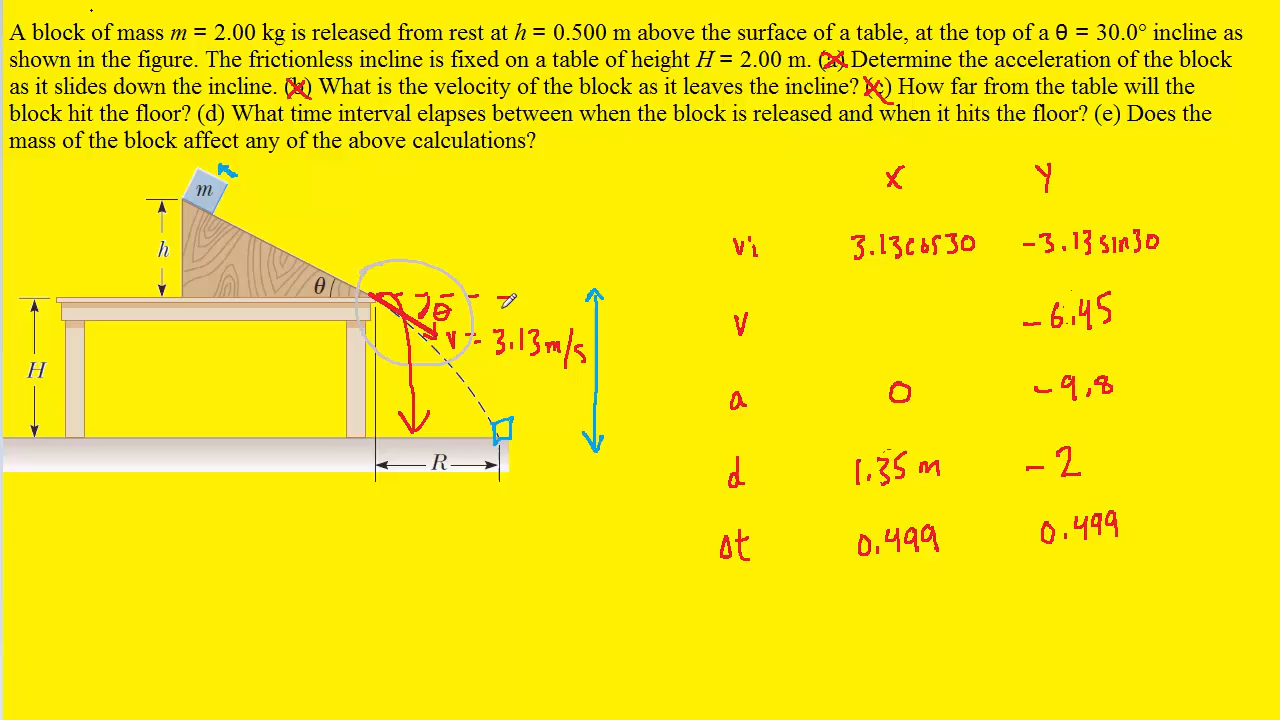 A block of mass m = 2.00 kg is released from rest at h = 0.500 m above the surface of a table, at the top of a θ = 30.0° incline as
shown in the figure. The frictionless incline is fixed on a table of height H = 2.00 m. (a) Determine the acceleration of the block
as it slides down the incline. (b) What is the velocity of the block as it leaves the incline? (c) How far from the table will the
block hit the floor? (d) What time interval elapses between when the block is released and when it hits the floor? (e) Does the
mass of the block affect any of the above calculations?
m
h
θ
θ
v = 3.13 m/s
H
R
x y
vi 3.13cos30 -3.13sin30
v -6.45
a 0 -9.8
d 1.35 m -2
Δt 0.499 0.499